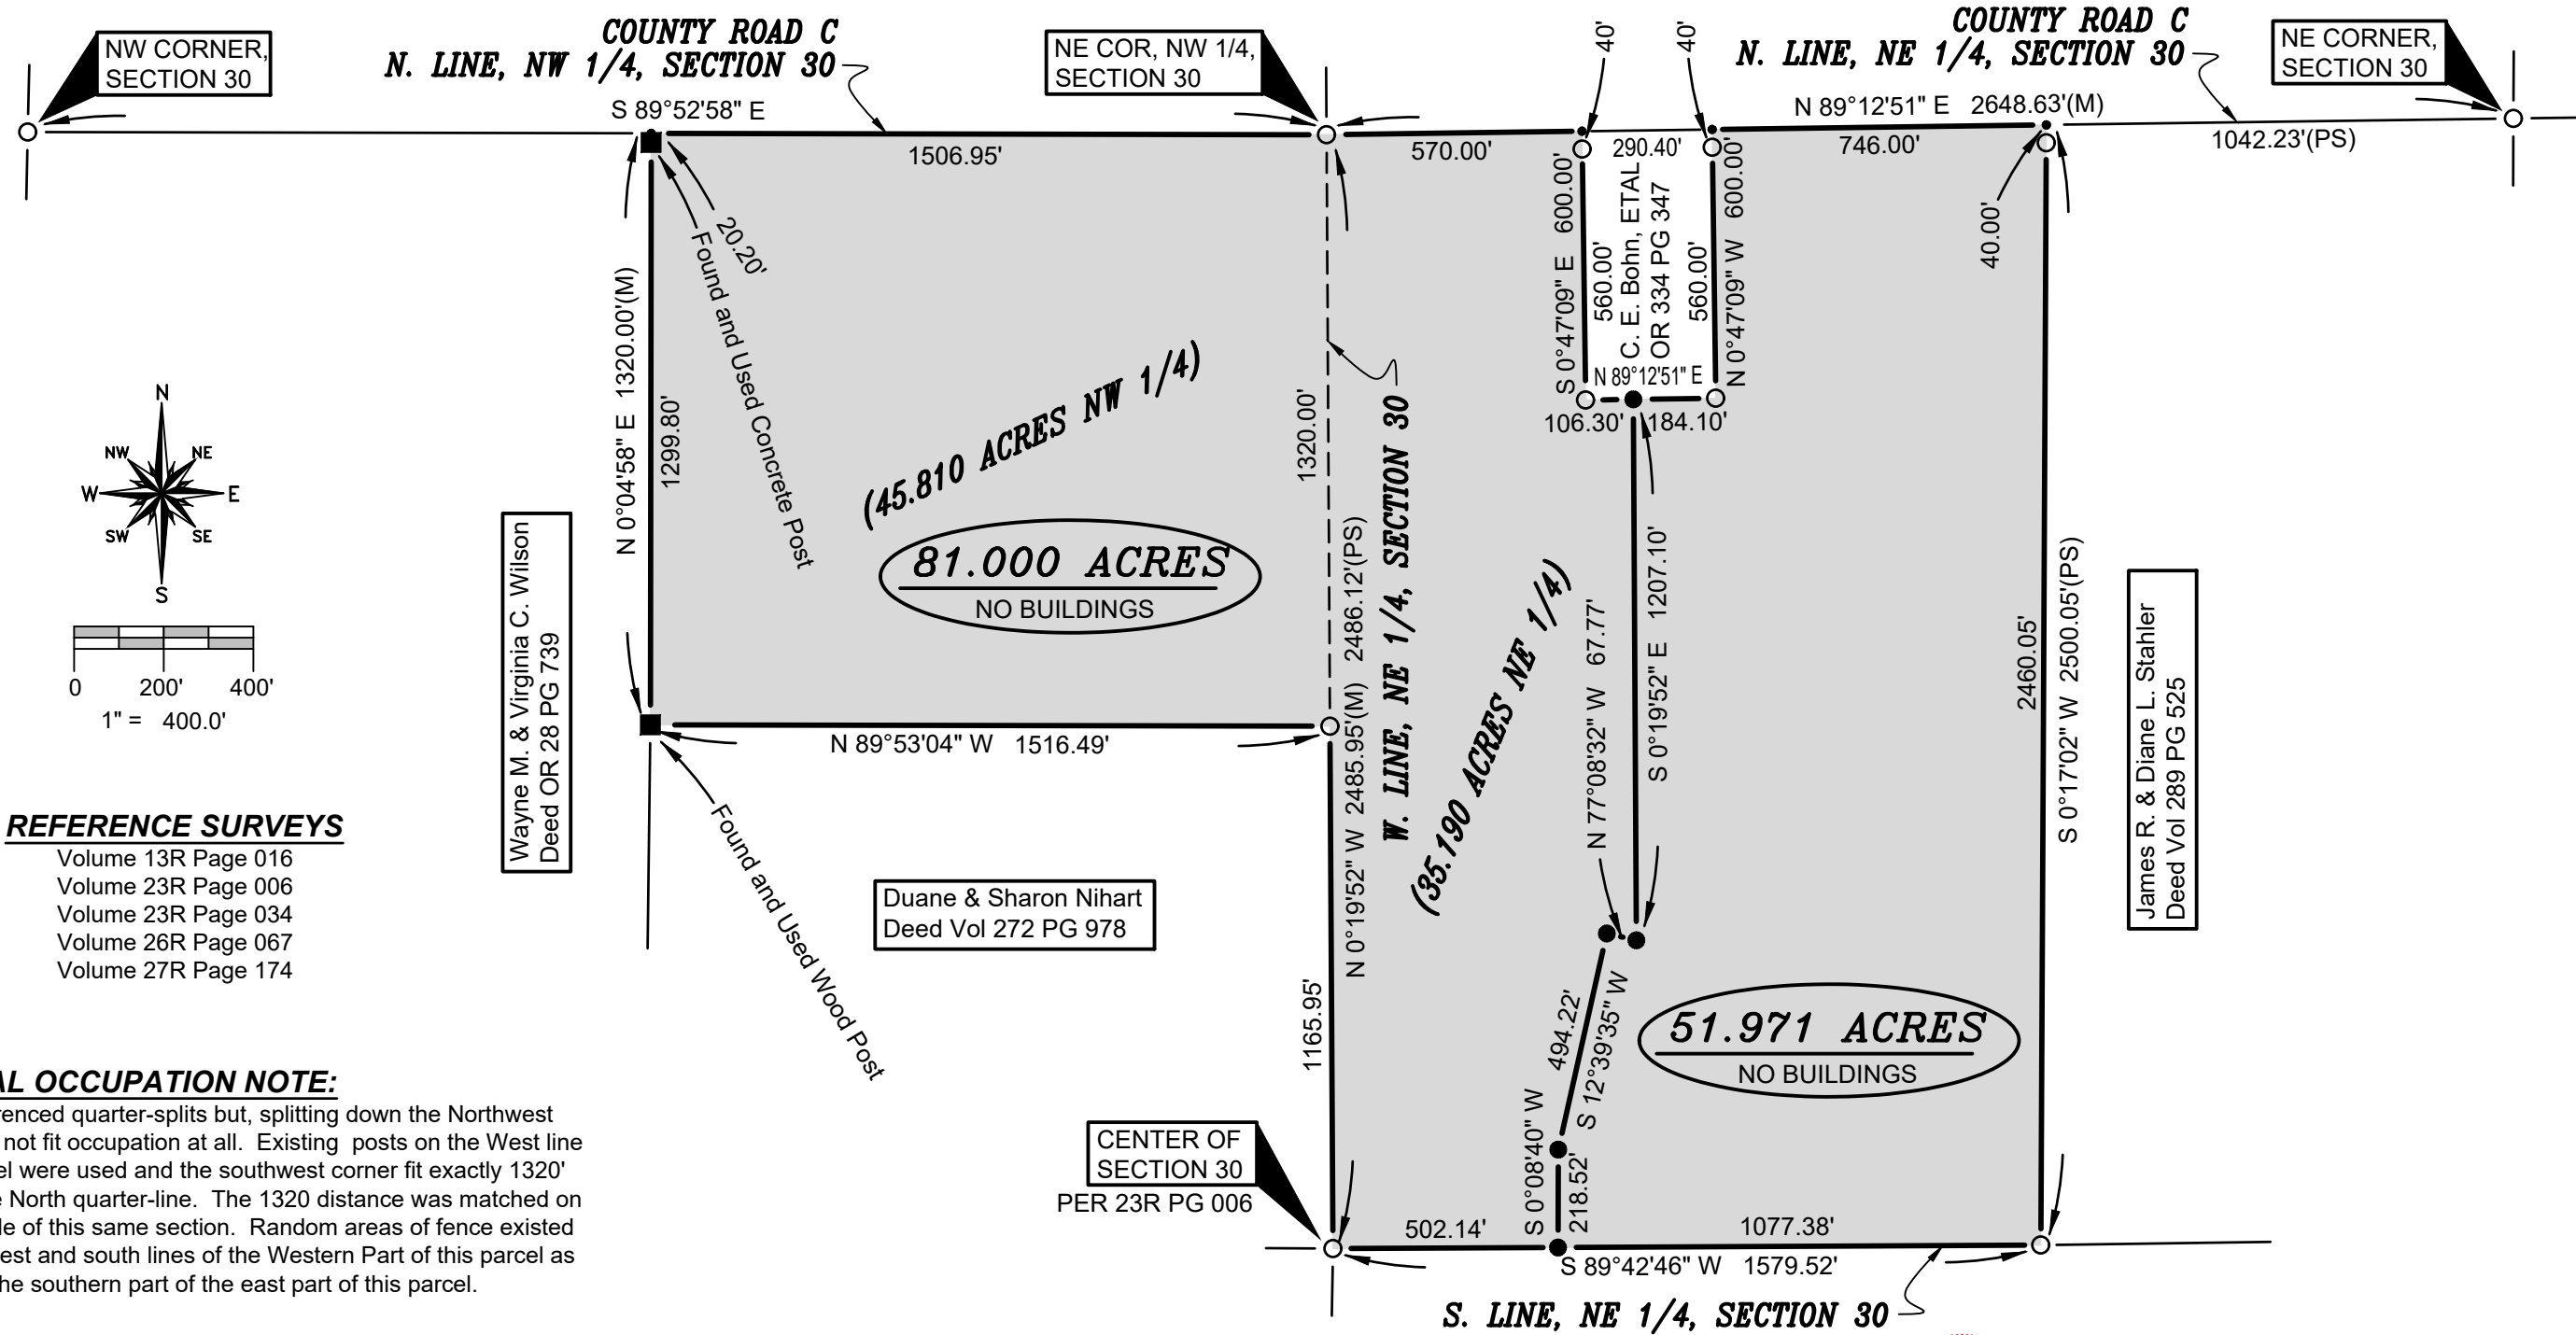 COUNTY ROAD C
N. LINE, NW 1/4, SECTION 30
COUNTY ROAD C
N. LINE, NE 1/4, SECTION 30
NW CORNER,
SECTION 30
NE COR, NW 1/4,
SECTION 30
NE CORNER,
SECTION 30
S 89°52'58" E
1506.95'
570.00'
40'
40'
290.40'
N 89°12'51" E 2648.63'(M)
746.00'
1042.23'(PS)
40.00'
20.20'
Found and Used Concrete Post
N 0°04'58" E 1320.00'(M)
1299.80'
(45.810 ACRES NW 1/4)
81.000 ACRES
NO BUILDINGS
1320.00'
W. LINE, NE 1/4, SECTION 30
N 0°19'52" W 2485.95'(M) 2486.12'(PS)
S 0°47'09" E 600.00'
560.00'
C. E. Bohn, ETAL
OR 334 PG 347
560.00'
N 0°47'09" W 600.00'
N 89°12'51" E
106.30'
184.10'
(35.190 ACRES NE 1/4)
N 77°08'32" W 67.77'
S 0°19'52" E 1207.10'
2460.05'
S 0°17'02" W 2500.05'(PS)
James R. & Diane L. Stahler
Deed Vol 289 PG 525
Wayne M. & Virginia C. Wilson
Deed OR 28 PG 739
N
NW
NE
W
E
SW
SE
S
0 200' 400'
1" = 400.0'
N 89°53'04" W 1516.49'
Found and Used Wood Post
Duane & Sharon Nihart
Deed Vol 272 PG 978
REFERENCE SURVEYS
Volume 13R Page 016
Volume 23R Page 006
Volume 23R Page 034
Volume 26R Page 067
Volume 27R Page 174
1165.95'
494.22'
S 12°39'35" W
51.971 ACRES
NO BUILDINGS
S 0°08'40" W
218.52'
CENTER OF
SECTION 30
PER 23R PG 006
502.14'
1077.38'
S 89°42'46" W 1579.52'
S. LINE, NE 1/4, SECTION 30
AL OCCUPATION NOTE:
renced quarter-splits but, splitting down the Northwest
not fit occupation at all. Existing posts on the West line
el were used and the southwest corner fit exactly 1320'
e North quarter-line. The 1320 distance was matched on
le of this same section. Random areas of fence existed
est and south lines of the Western Part of this parcel as
he southern part of the east part of this parcel.